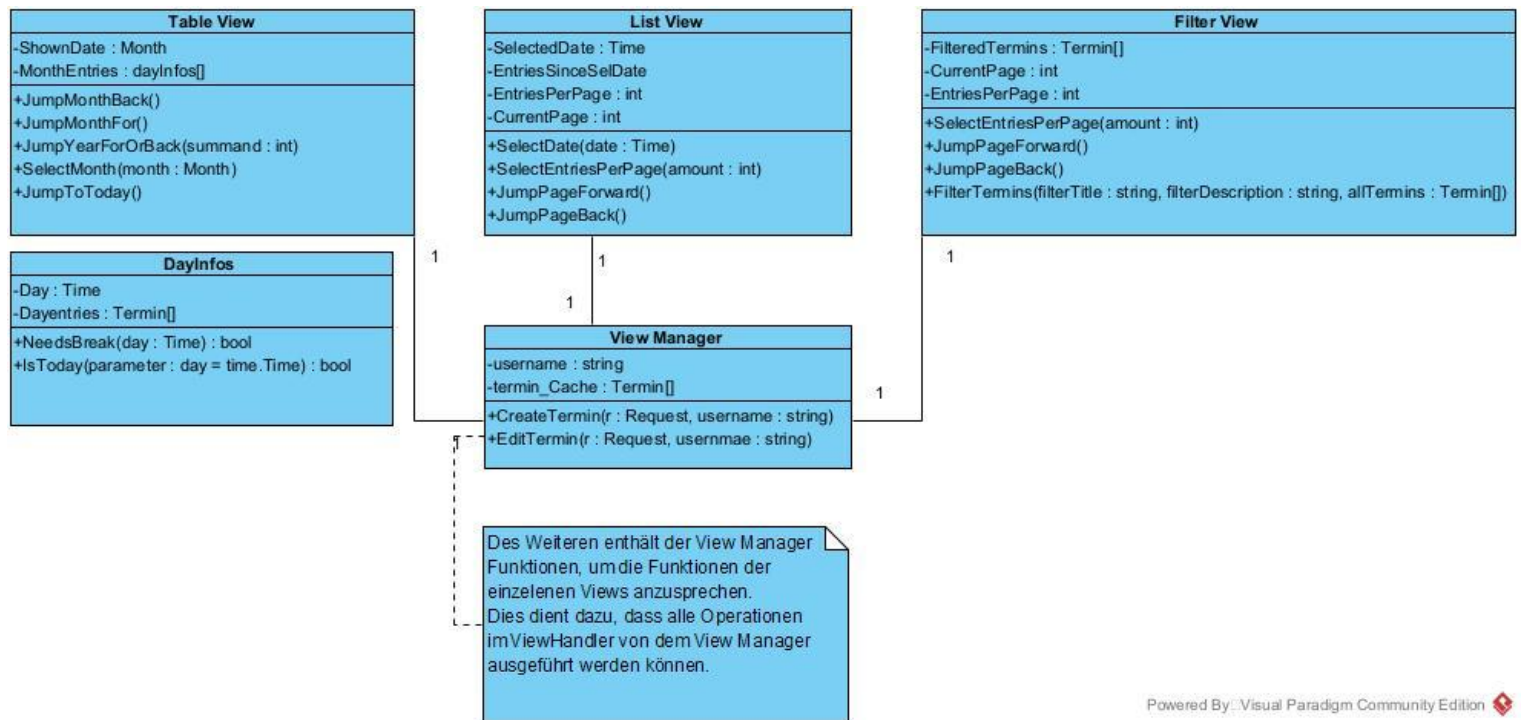 Table View
-ShownDate : Month
-MonthEntries : dayInfos[]
+JumpMonthBack()
+JumpMonthFor()
+JumpYearForOrBack(summand : int)
+SelectMonth(month : Month)
+JumpToToday()
List View
-SelectedDate : Time
-EntriesSinceSelDate
-EntriesPerPage : int
-CurrentPage : int
+SelectDate(date : Time)
+SelectEntriesPerPage(amount : int)
+JumpPageForward()
+JumpPageBack()
Filter View
-FilteredTermins : Termin[]
-CurrentPage : int
-EntriesPerPage : int
+SelectEntriesPerPage(amount : int)
+JumpPageForward()
+JumpPageBack()
+FilterTermins(filterTitle : string, filterDescription : string, allTermins : Termin[])
1
1
1
DayInfos
-Day : Time
-Dayentries : Termin[]
+NeedsBreak(day : Time) : bool
+IsToday(parameter : day = time.Time) : bool
1
View Manager
-username : string
-termin_Cache : Termin[]
+CreateTermin(r : Request, username : string)
+EditTermin(r : Request, usernmae : string)
1
1
Des Weiteren enthält der View Manager
Funktionen, um die Funktionen der
einzelenen Views anzusprechen.
Dies dient dazu, dass alle Operationen
im ViewHandler von dem View Manager
ausgeführt werden können.
Powered By Visual Paradigm Community Edition